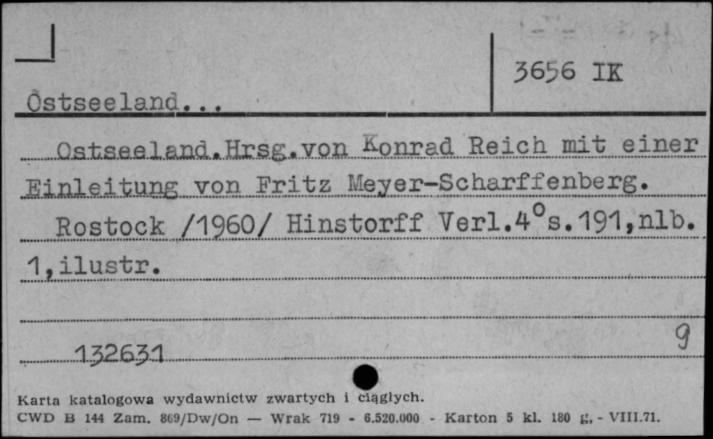 3656 IK
Ostseeland...
Ostseeland.Hrsg.von Konrad Reich mit einer
Einleitung von Fritz Meyer-Scharffenberg.
Rostock /1960/ Hinstorff Verl.4°s.191,nlb.
1,ilustr.
9
132631
Karta katalogowa wydawnictw zwartych i ciągłych.
CWD B 144 Zam. 869/Dw/On — Wrak 719 - 6.520.000 - Karton 5 kl. 180 g. - VIII.71.